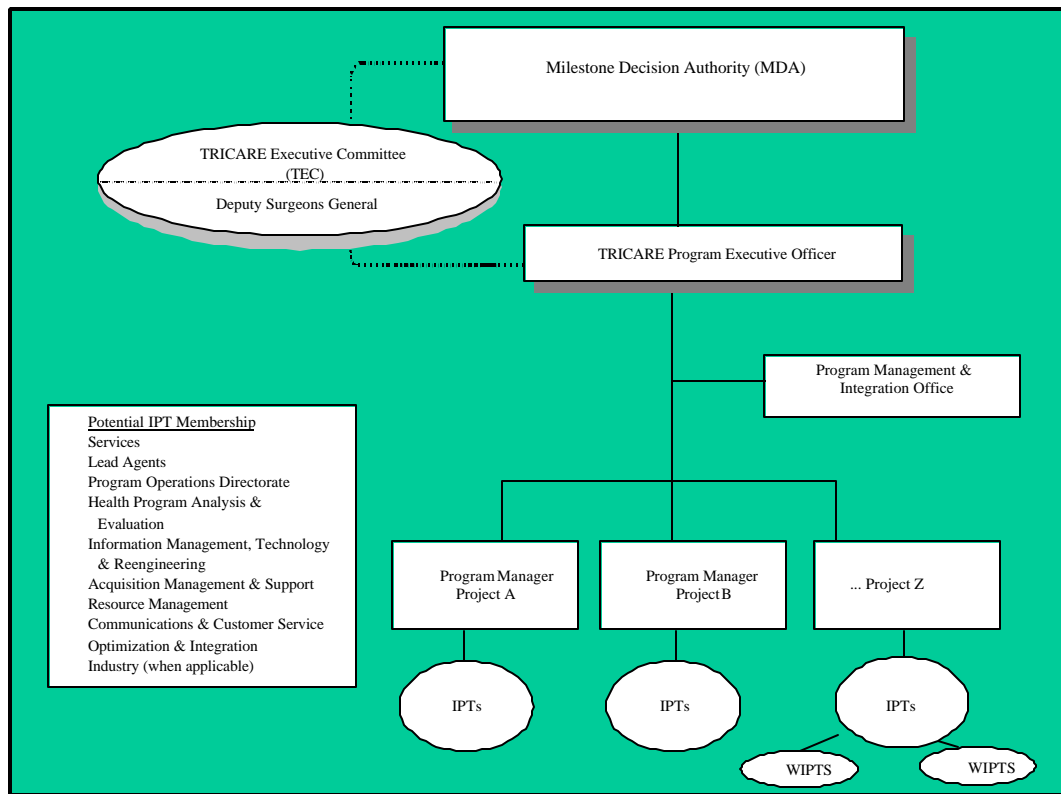 Milestone Decision Authority (MDA)
TRICARE Executive Committee
(TEC)
Deputy Surgeons General
TRICARE Program Executive Officer
Program Management &
Integration Office
Potential IPT Membership
Services
Lead Agents
Program Operations Directorate
Health Program Analysis &
Evaluation
Information Management, Technology
& Reengineering
Acquisition Management & Support
Resource Management
Communications & Customer Service
Optimization & Integration
Industry (when applicable)
Program Manager
Project A
Program Manager
Project B
... Project Z
IPTs
IPTs
IPTs
WIPTS
WIPTS